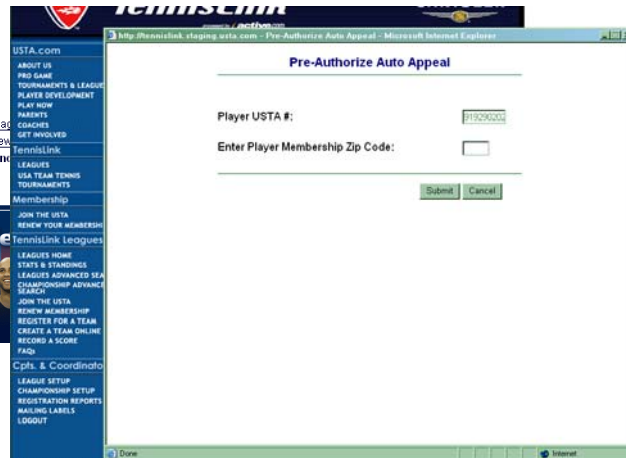 TennisLink
powered by active.com
http://tennislink.staging.usta.com - Pre-Authorize Auto Appeal - Microsoft Internet Explorer
USTA.com
ABOUT US
PRO GAME
TOURNAMENTS & LEAGUE
PLAYER DEVELOPMENT
PLAY NOW
PARENTS
COACHES
GET INVOLVED
TennisLink
LEAGUES
USA TEAM TENNIS
TOURNAMENTS
Membership
JOIN THE USTA
RENEW YOUR MEMBERSHI
TennisLink Leagues
LEAGUES HOME
STATS & STANDINGS
LEAGUES ADVANCED SEA
CHAMPIONSHIP ADVANCE
SEARCH
JOIN THE USTA
RENEW MEMBERSHIP
REGISTER FOR A TEAM
CREATE A TEAM ONLINE
RECORD A SCORE
FAQs
Cpts. & Coordinato
LEAGUE SETUP
CHAMPIONSHIP SETUP
REGISTRATION REPORTS
MAILING LABELS
LOGOUT
Pre-Authorize Auto Appeal
Player USTA #:
919290202
Enter Player Membership Zip Code:
Submit Cancel
Done
Internet